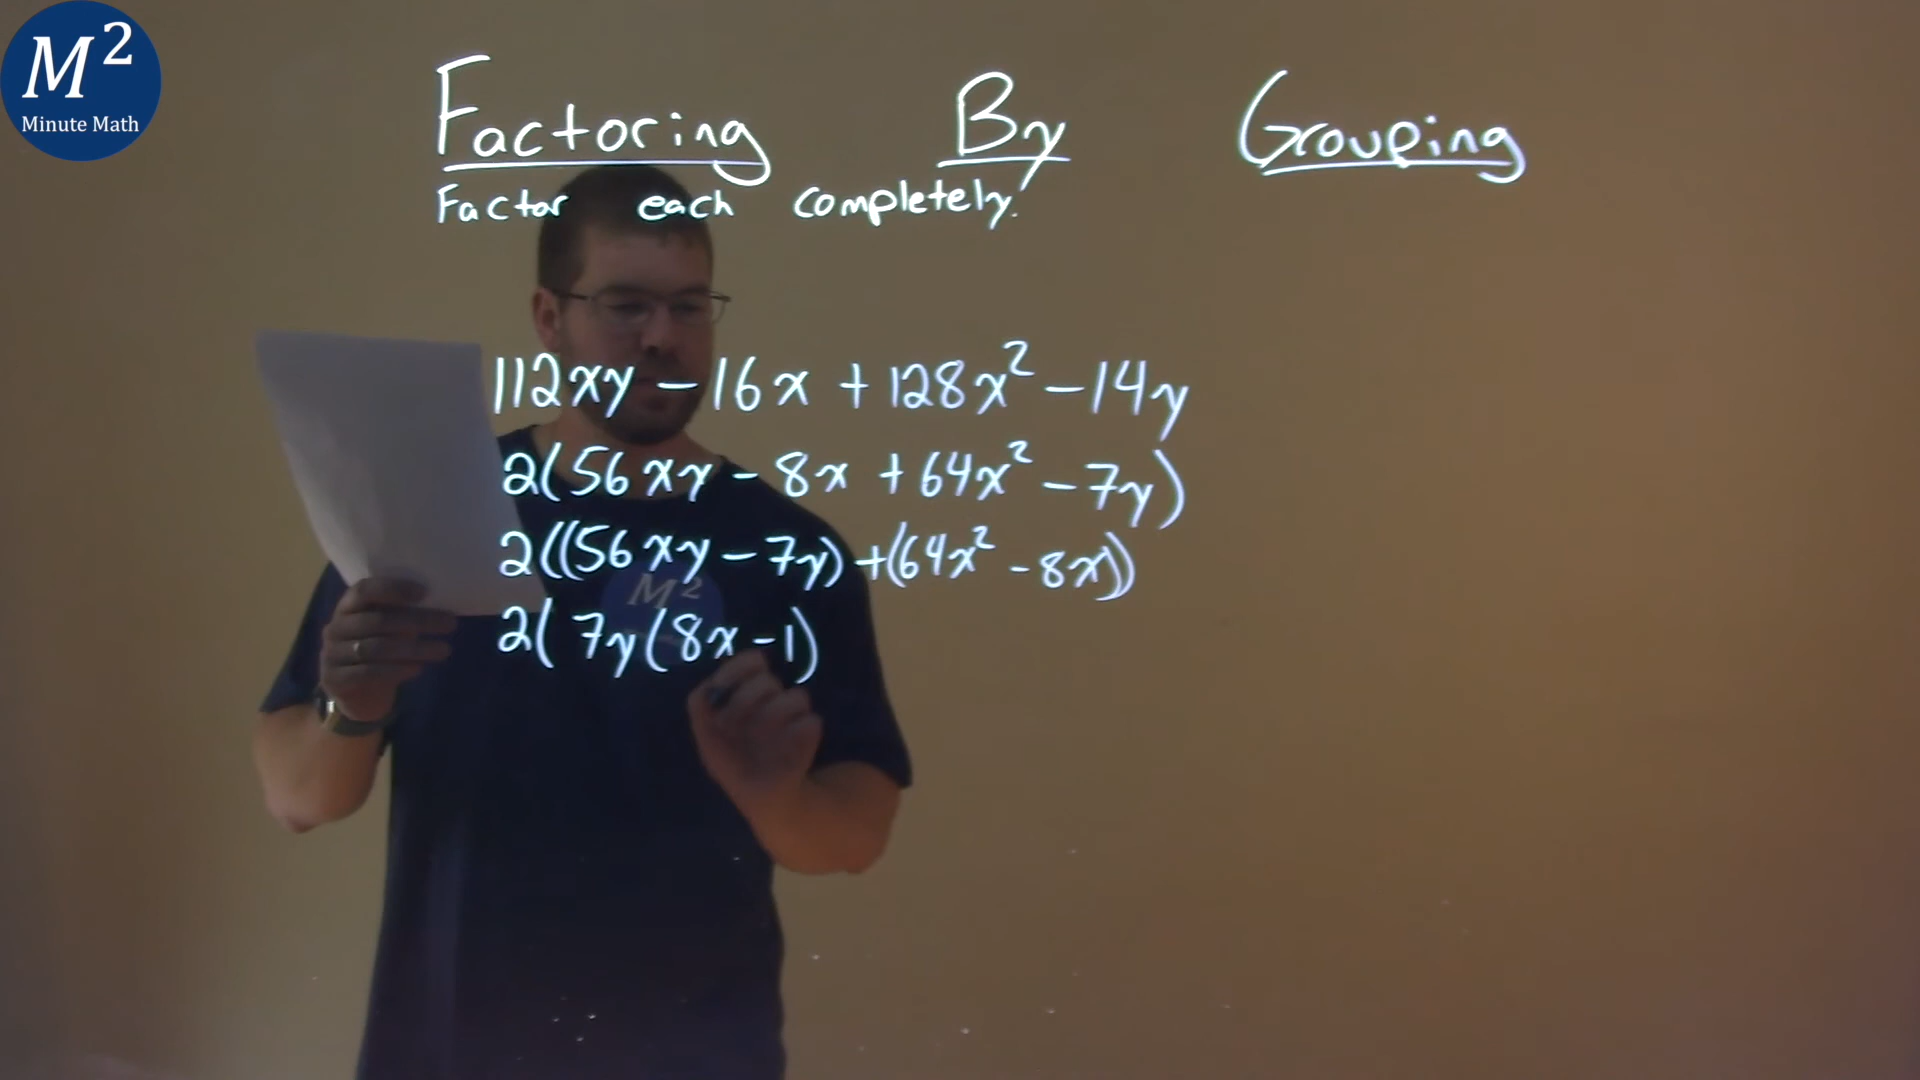 M²
Minute Math
Factoring By Grouping
Factor each completely.
112xy - 16x + 128x² - 14y
2(56xy - 8x + 64x² - 7y)
2((56xy - 7y) + (64x² - 8x))
2(7y(8x - 1)
M²